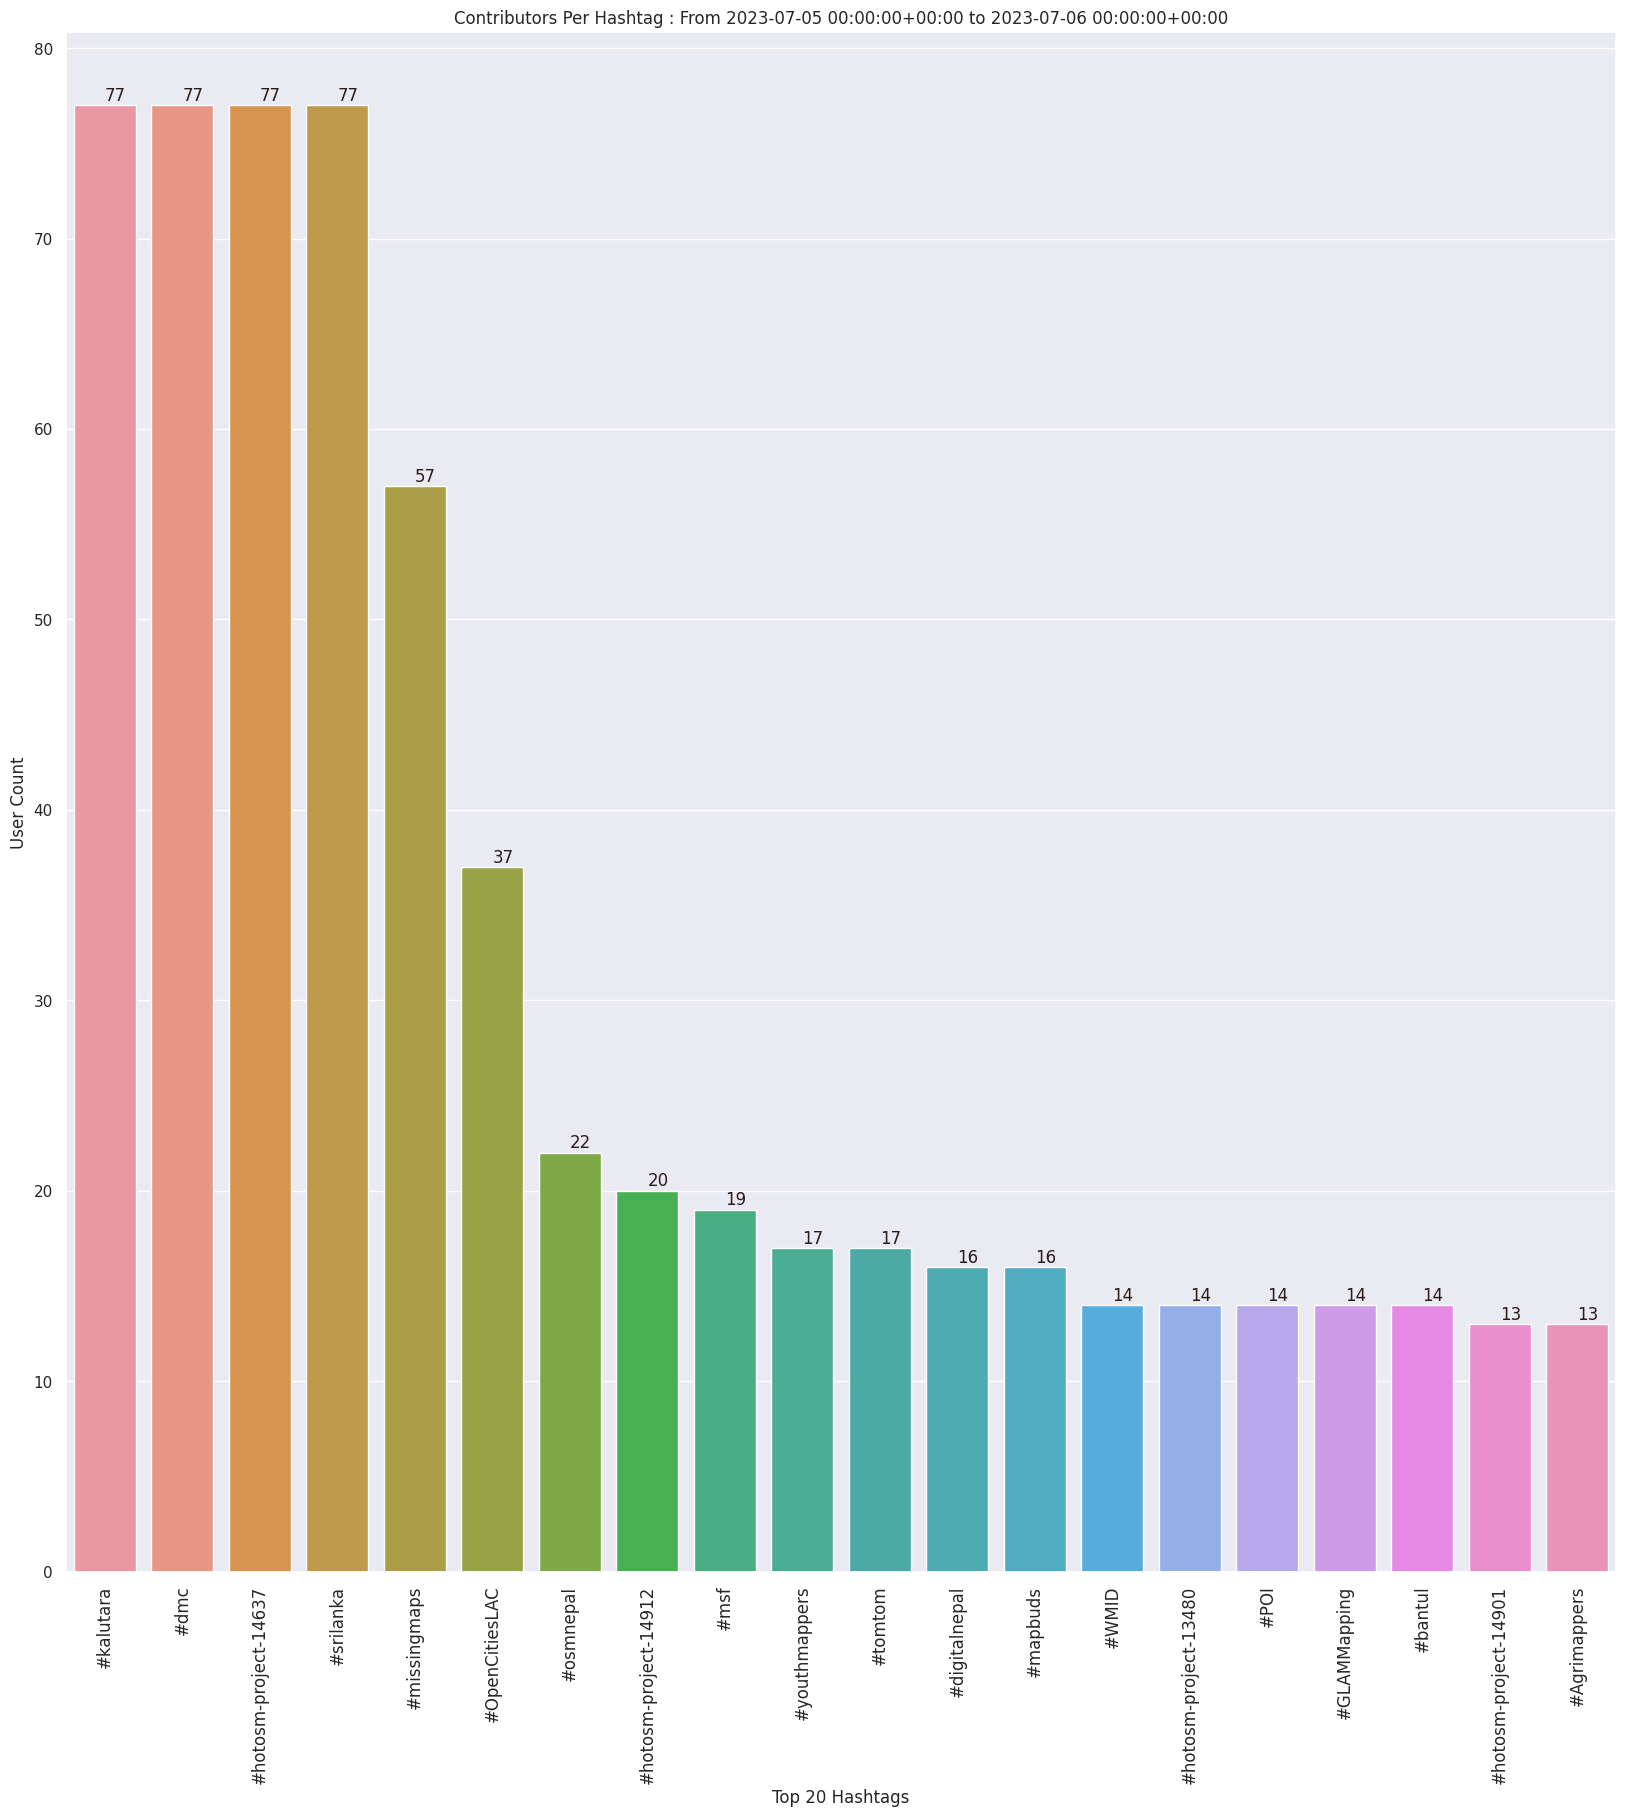 Contributors Per Hashtag : From 2023-07-05 00:00:00+00:00 to 2023-07-06 00:00:00+00:00
User Count
80
70
60
50
40
30
20
10
0
77
77
77
77
57
37
22
20
19
17
17
16
16
14
14
14
14
14
13
13
#kalutara
#dmc
#hotosm-project-14637
#srilanka
#missingmaps
#OpenCitiesLAC
#osmnepal
#hotosm-project-14912
#msf
#youthmappers
#tomtom
#digitalnepal
#mapbuds
#WMID
#hotosm-project-13480
#POI
#GLAMMapping
#bantul
#hotosm-project-14901
#Agrimappers
Top 20 Hashtags